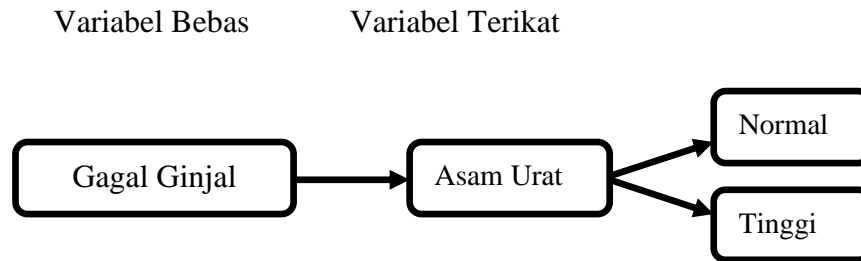 Variabel Bebas Variabel Terikat
Normal
Gagal Ginjal Asam Urat
Tinggi